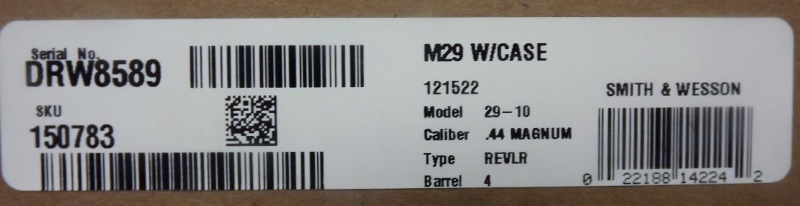 Serial No.
DRW8589
SKU
150783
M29 W/CASE
121522
Model 29-10
Caliber .44 MAGNUM
Type REVLR
Barrel 4
SMITH & WESSON
0 22188 14224 2